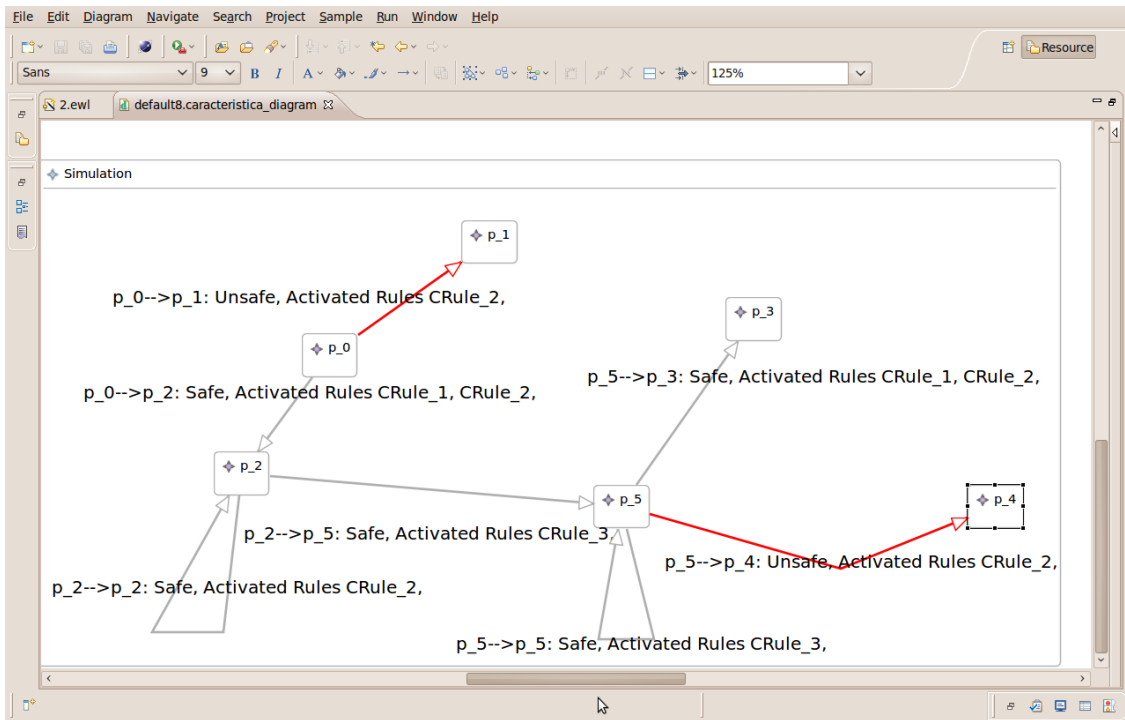 File Edit Diagram Navigate Search Project Sample Run Window Help
Resource
Sans 9 B I A 125%
2.ewl default8.caracteristica_diagram
Simulation
p_1
p_0-->p_1: Unsafe, Activated Rules CRule_2,
p_3
p_0
p_5-->p_3: Safe, Activated Rules CRule_1, CRule_2,
p_0-->p_2: Safe, Activated Rules CRule_1, CRule_2,
p_2
p_5
p_4
p_2-->p_5: Safe, Activated Rules CRule_3,
p_5-->p_4: Unsafe, Activated Rules CRule_2,
p_2-->p_2: Safe, Activated Rules CRule_2,
p_5-->p_5: Safe, Activated Rules CRule_3,